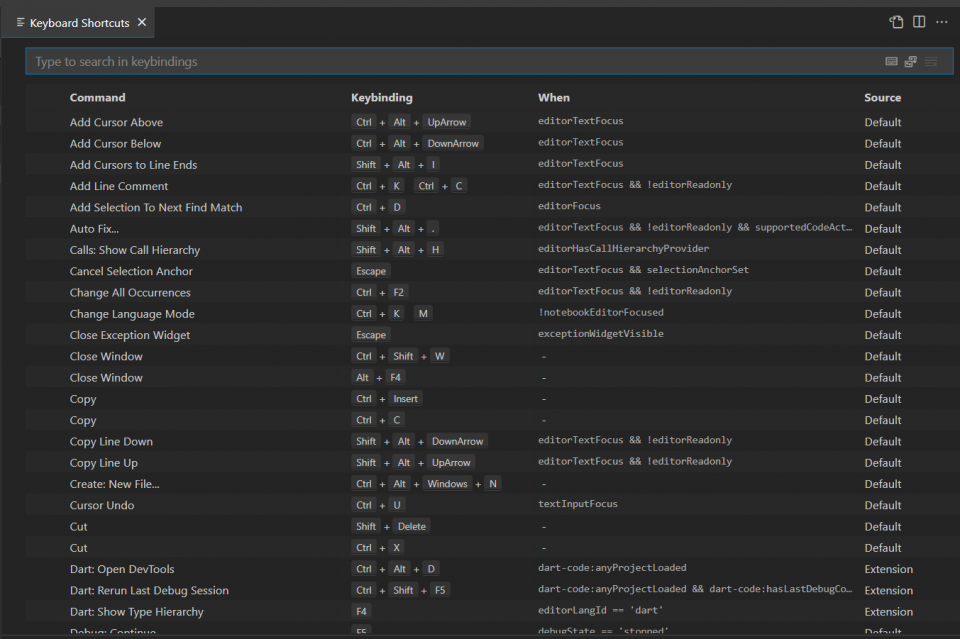 Keyboard Shortcuts
Type to search in keybindings
Command Keybinding When Source
Add Cursor Above Ctrl + Alt + UpArrow editorTextFocus Default
Add Cursor Below Ctrl + Alt + DownArrow editorTextFocus Default
Add Cursors to Line Ends Shift + Alt + I editorTextFocus Default
Add Line Comment Ctrl + K Ctrl + C editorTextFocus && !editorReadonly Default
Add Selection To Next Find Match Ctrl + D editorFocus Default
Auto Fix... Shift + Alt + . editorTextFocus && !editorReadonly && supportedCodeAct... Default
Calls: Show Call Hierarchy Shift + Alt + H editorHasCallHierarchyProvider Default
Cancel Selection Anchor Escape editorTextFocus && selectionAnchorSet Default
Change All Occurrences Ctrl + F2 editorTextFocus && !editorReadonly Default
Change Language Mode Ctrl + K M !notebookEditorFocused Default
Close Exception Widget Escape exceptionWidgetVisible Default
Close Window Ctrl + Shift + W - Default
Close Window Alt + F4 - Default
Copy Ctrl + Insert - Default
Copy Ctrl + C - Default
Copy Line Down Shift + Alt + DownArrow editorTextFocus && !editorReadonly Default
Copy Line Up Shift + Alt + UpArrow editorTextFocus && !editorReadonly Default
Create: New File... Ctrl + Alt + Windows + N - Default
Cursor Undo Ctrl + U textInputFocus Default
Cut Shift + Delete - Default
Cut Ctrl + X - Default
Dart: Open DevTools Ctrl + Alt + D dart-code:anyProjectLoaded Extension
Dart: Rerun Last Debug Session Ctrl + Shift + F5 dart-code:anyProjectLoaded && dart-code:hasLastDebugCo... Extension
Dart: Show Type Hierarchy F4 editorLangId == 'dart' Extension
Debug: Continue F5 debugState == 'stopped' Default